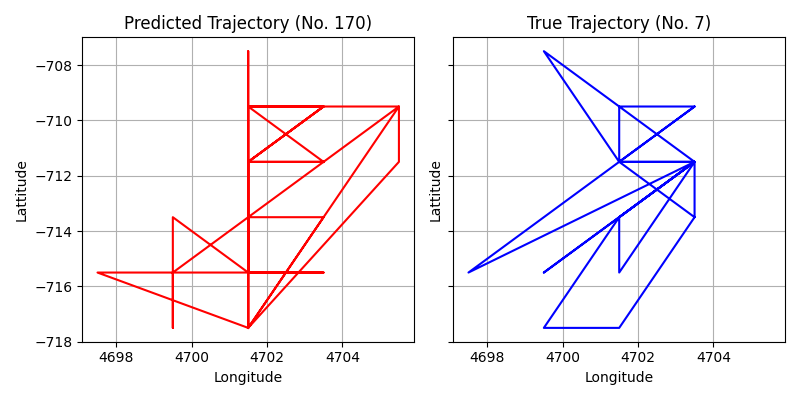 Predicted Trajectory (No. 170)
True Trajectory (No. 7)
−708
−710
−712
−714
−716
−718
Lattitude
Lattitude
4698
4700
4702
4704
4698
4700
4702
4704
Longitude
Longitude